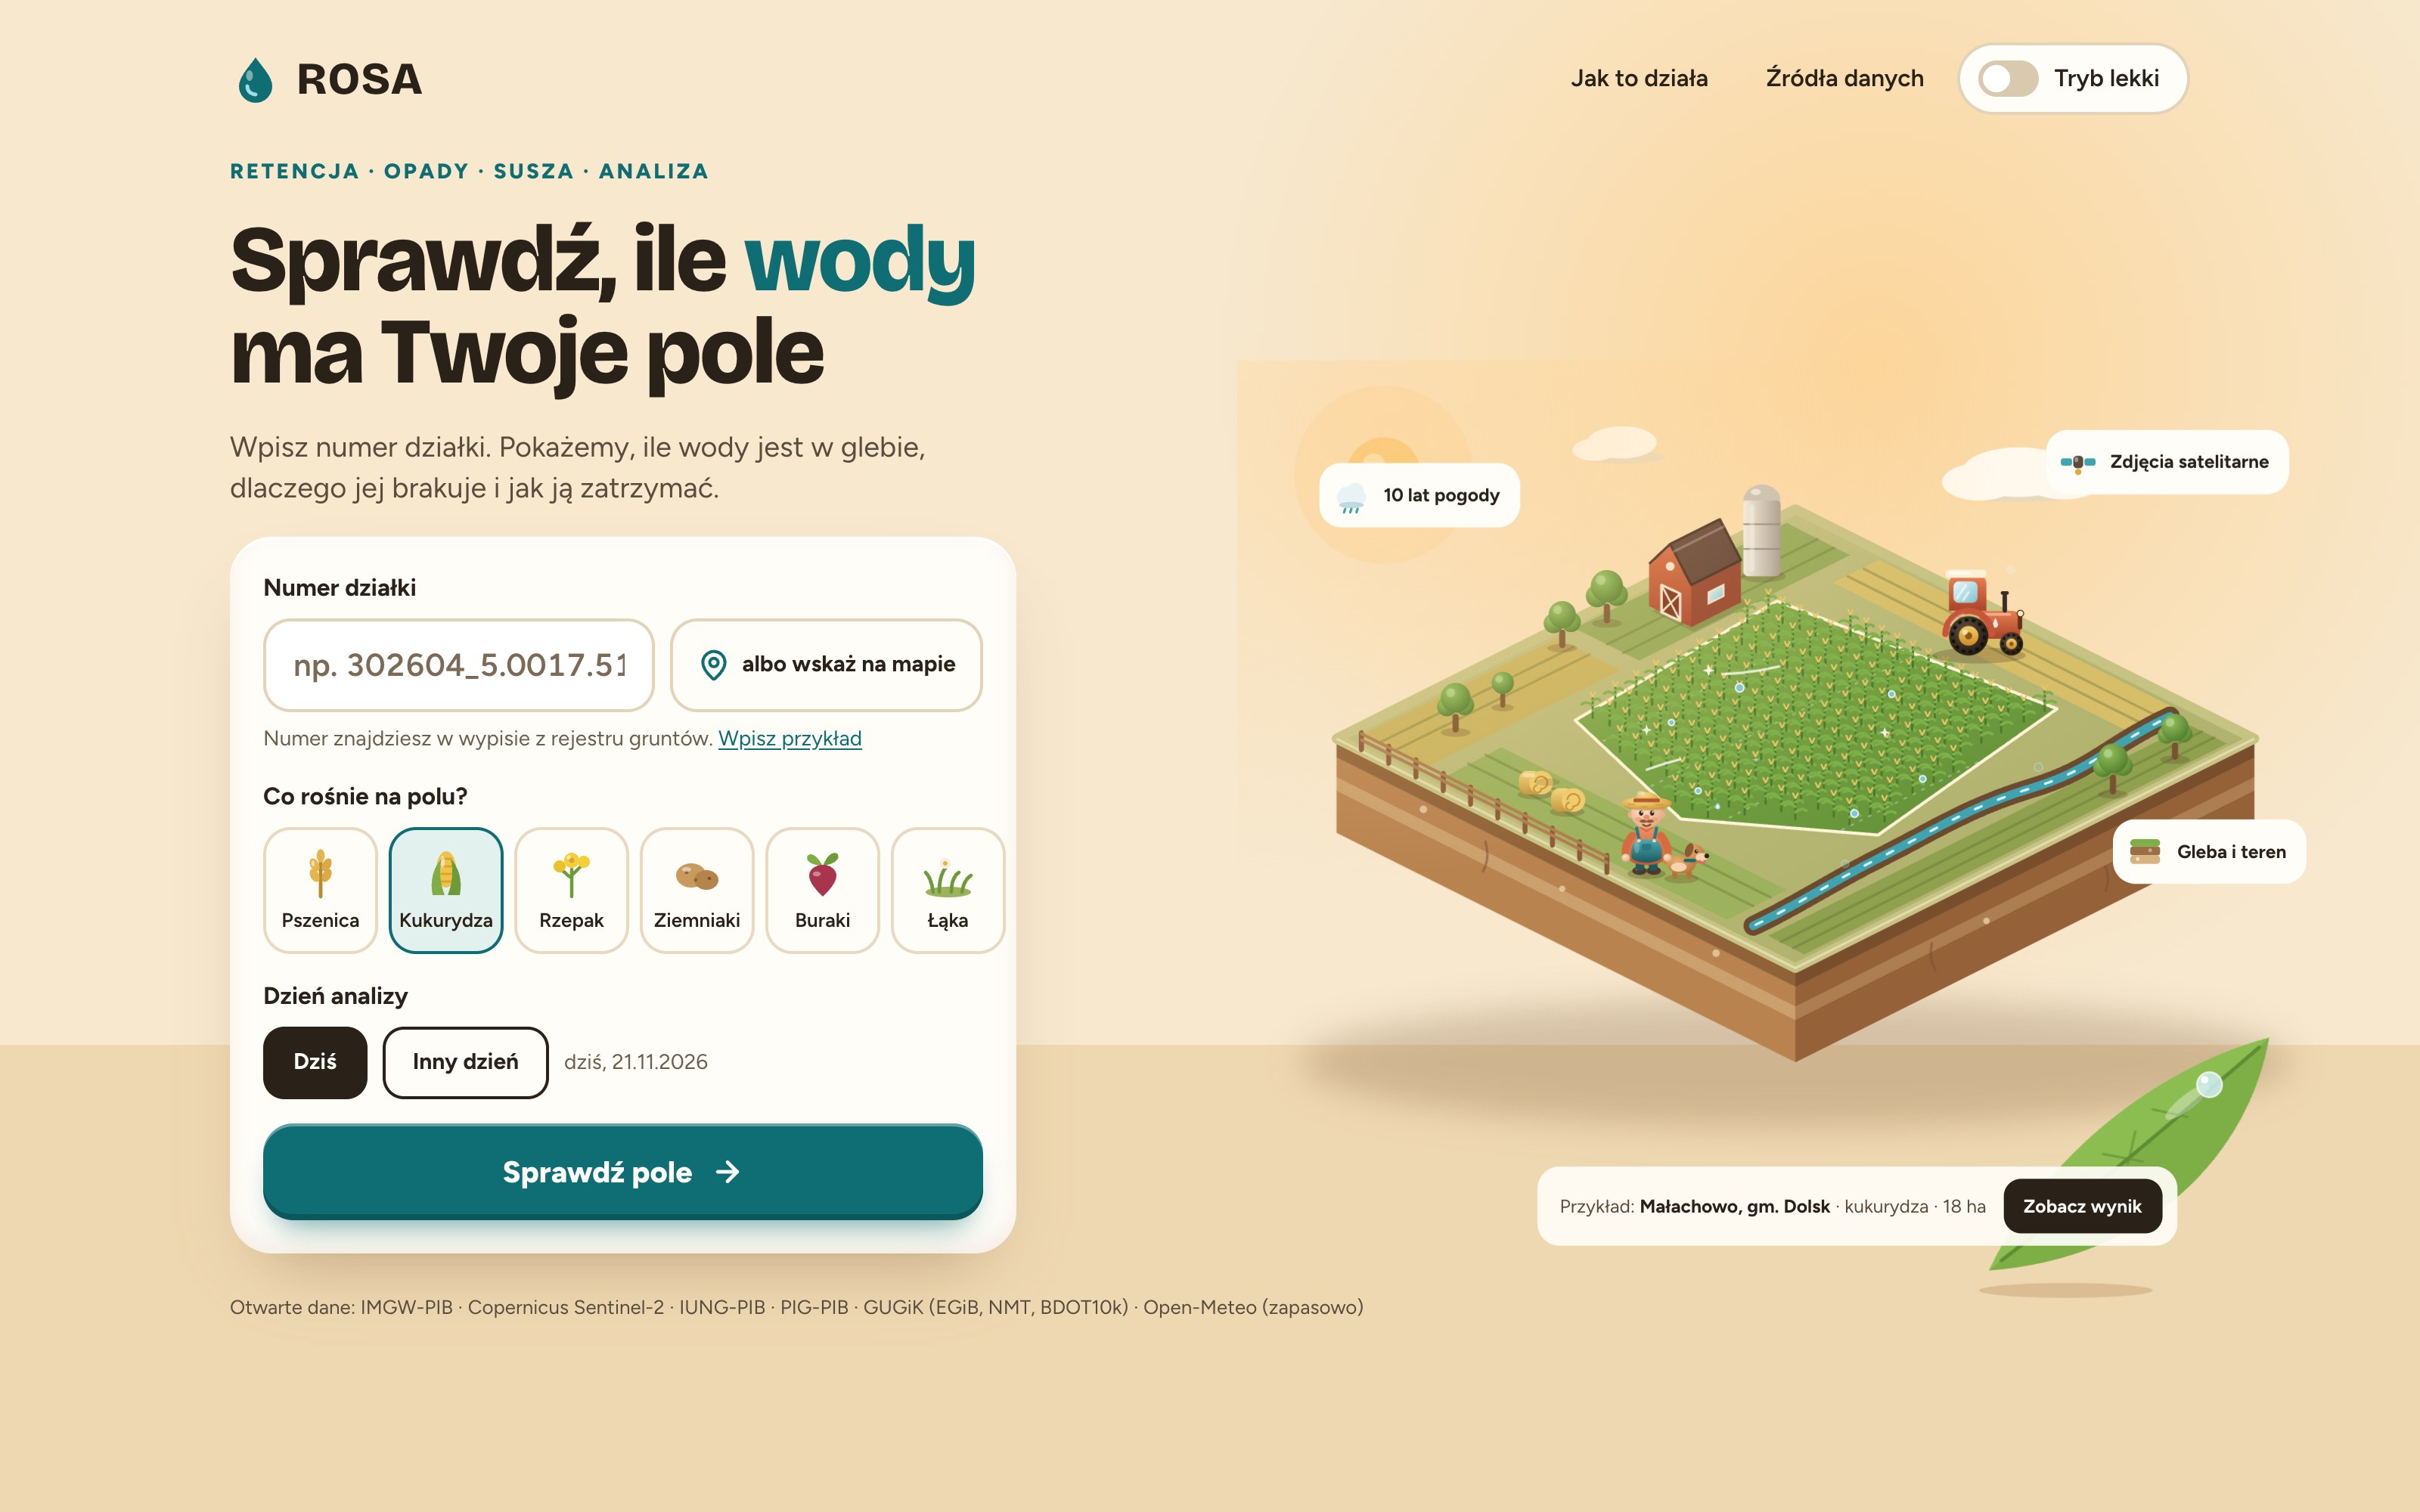 ROSA
Jak to działa
Źródła danych
Tryb lekki
RETENCJA · OPADY · SUSZA · ANALIZA
Sprawdź, ile wody
ma Twoje pole
Wpisz numer działki. Pokażemy, ile wody jest w glebie,
dlaczego jej brakuje i jak ją zatrzymać.
Numer działki
np. 302604_5.0017.51
albo wskaż na mapie
Numer znajdziesz w wypisie z rejestru gruntów. Wpisz przykład
Co rośnie na polu?
Pszenica
Kukurydza
Rzepak
Ziemniaki
Buraki
Łąka
Dzień analizy
Dziś
Inny dzień
dziś, 21.11.2026
Sprawdź pole
10 lat pogody
Zdjęcia satelitarne
Gleba i teren
Przykład: Małachowo, gm. Dolsk · kukurydza · 18 ha
Zobacz wynik
Otwarte dane: IMGW-PIB · Copernicus Sentinel-2 · IUNG-PIB · PIG-PIB · GUGiK (EGiB, NMT, BDOT10k) · Open-Meteo (zapasowo)